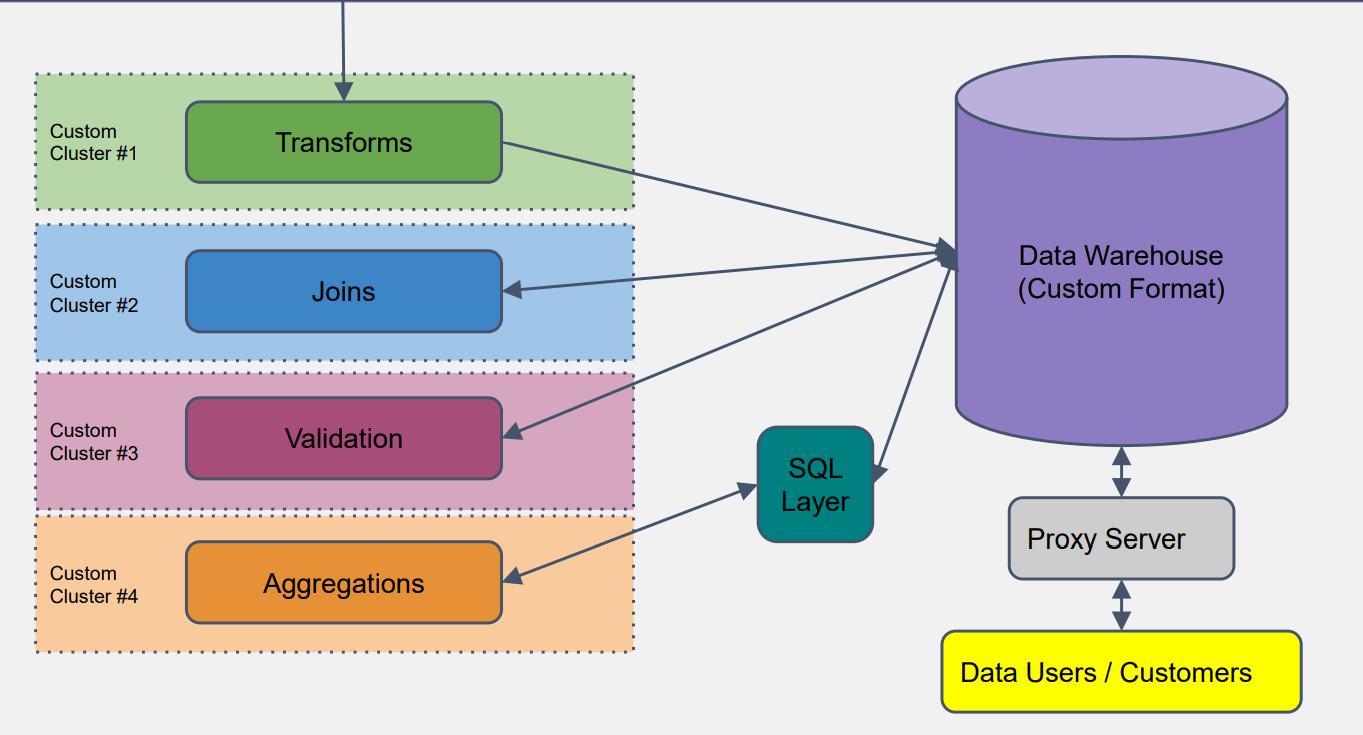 Custom
Cluster #1
Transforms
Custom
Cluster #2
Joins
Custom
Cluster #3
Validation
Custom
Cluster #4
Aggregations
SQL
Layer
Data Warehouse
(Custom Format)
Proxy Server
Data Users / Customers